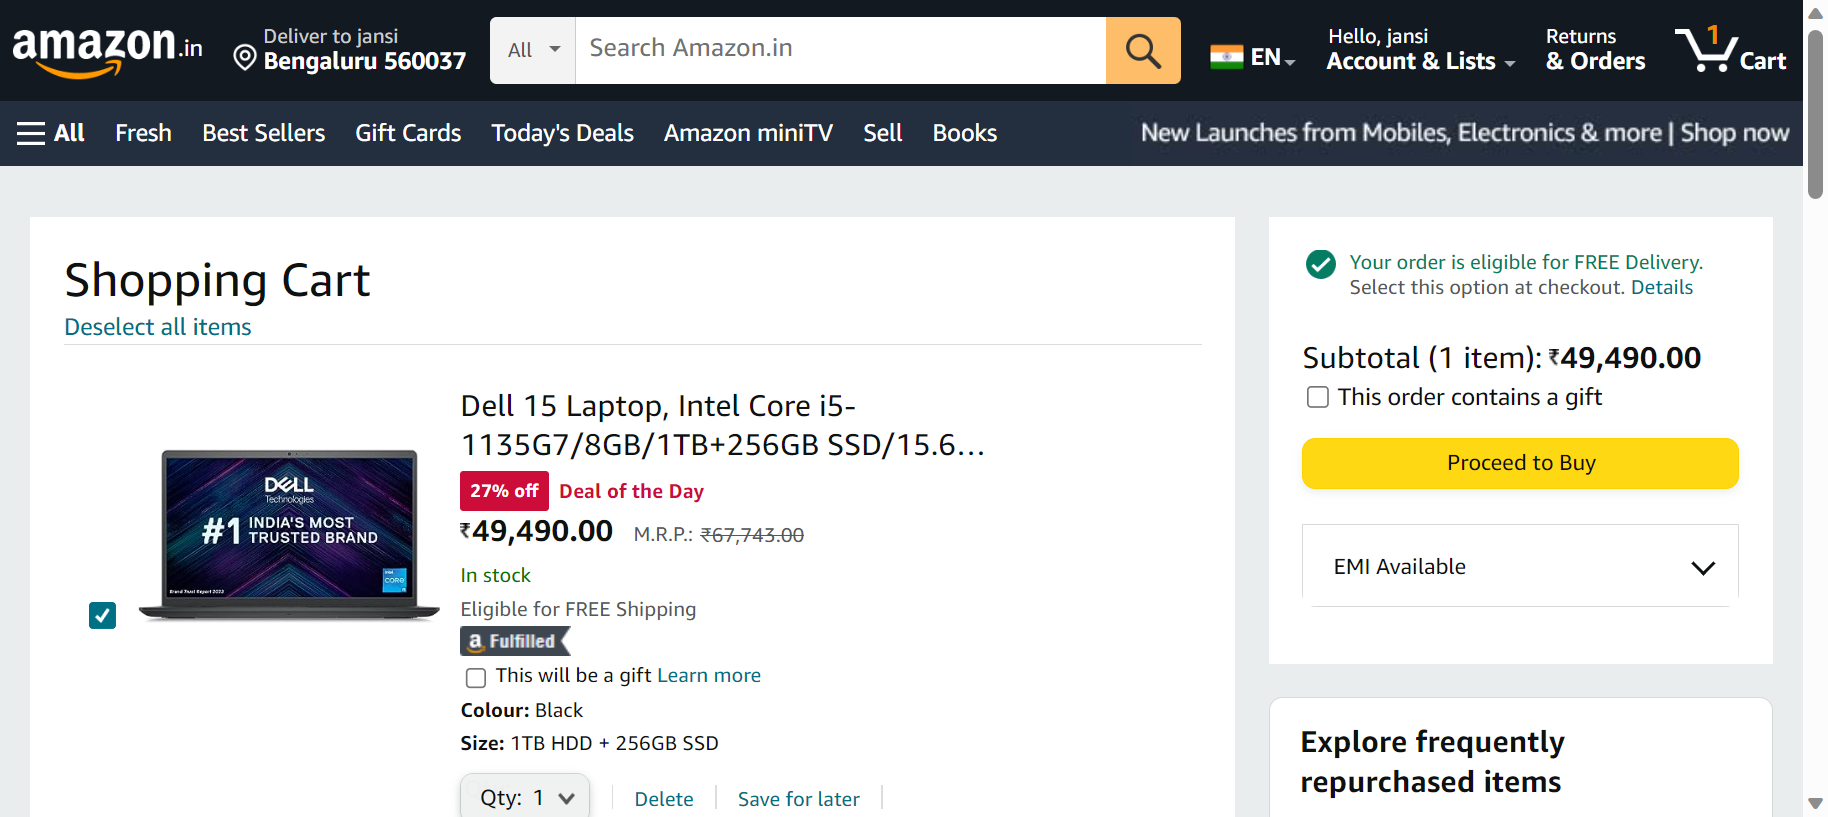 amazon.in
Deliver to jansi
Bengaluru 560037
All
Search Amazon.in
EN
Hello, jansi
Account & Lists
Returns
& Orders
1
Cart
All Fresh Best Sellers Gift Cards Today's Deals Amazon miniTV Sell Books
New Launches from Mobiles, Electronics & more | Shop now
Shopping Cart
Deselect all items
DELL
Technologies
#1 INDIA'S MOST
TRUSTED BRAND
intel
CORE
i5
Brand Trust Report 2023
Dell 15 Laptop, Intel Core i5-
1135G7/8GB/1TB+256GB SSD/15.6…
27% off Deal of the Day
₹49,490.00 M.R.P.: ₹67,743.00
In stock
Eligible for FREE Shipping
a Fulfilled
This will be a gift Learn more
Colour: Black
Size: 1TB HDD + 256GB SSD
Qty: 1
Delete
Save for later
Your order is eligible for FREE Delivery.
Select this option at checkout. Details
Subtotal (1 item): ₹49,490.00
This order contains a gift
Proceed to Buy
EMI Available
Explore frequently
repurchased items